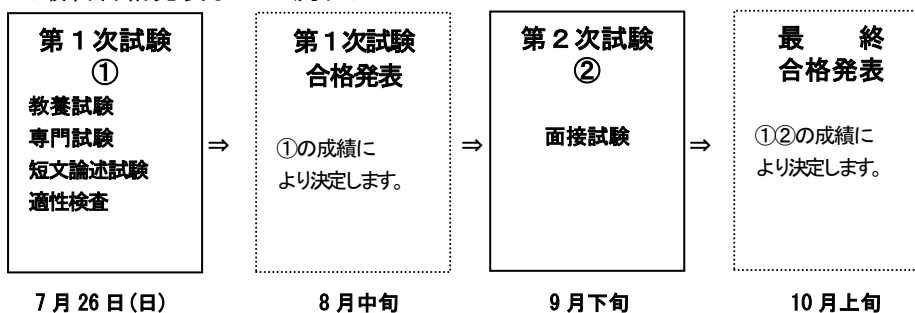 第１次試験
①
教養試験
専門試験
短文論述試験
適性検査
7月26日(日)
⇒
第１次試験
合格発表
①の成績に
より決定します。
8月中旬
⇒
第２次試験
②
面接試験
9月下旬
⇒
最　終
合格発表
①②の成績に
より決定します。
10月上旬